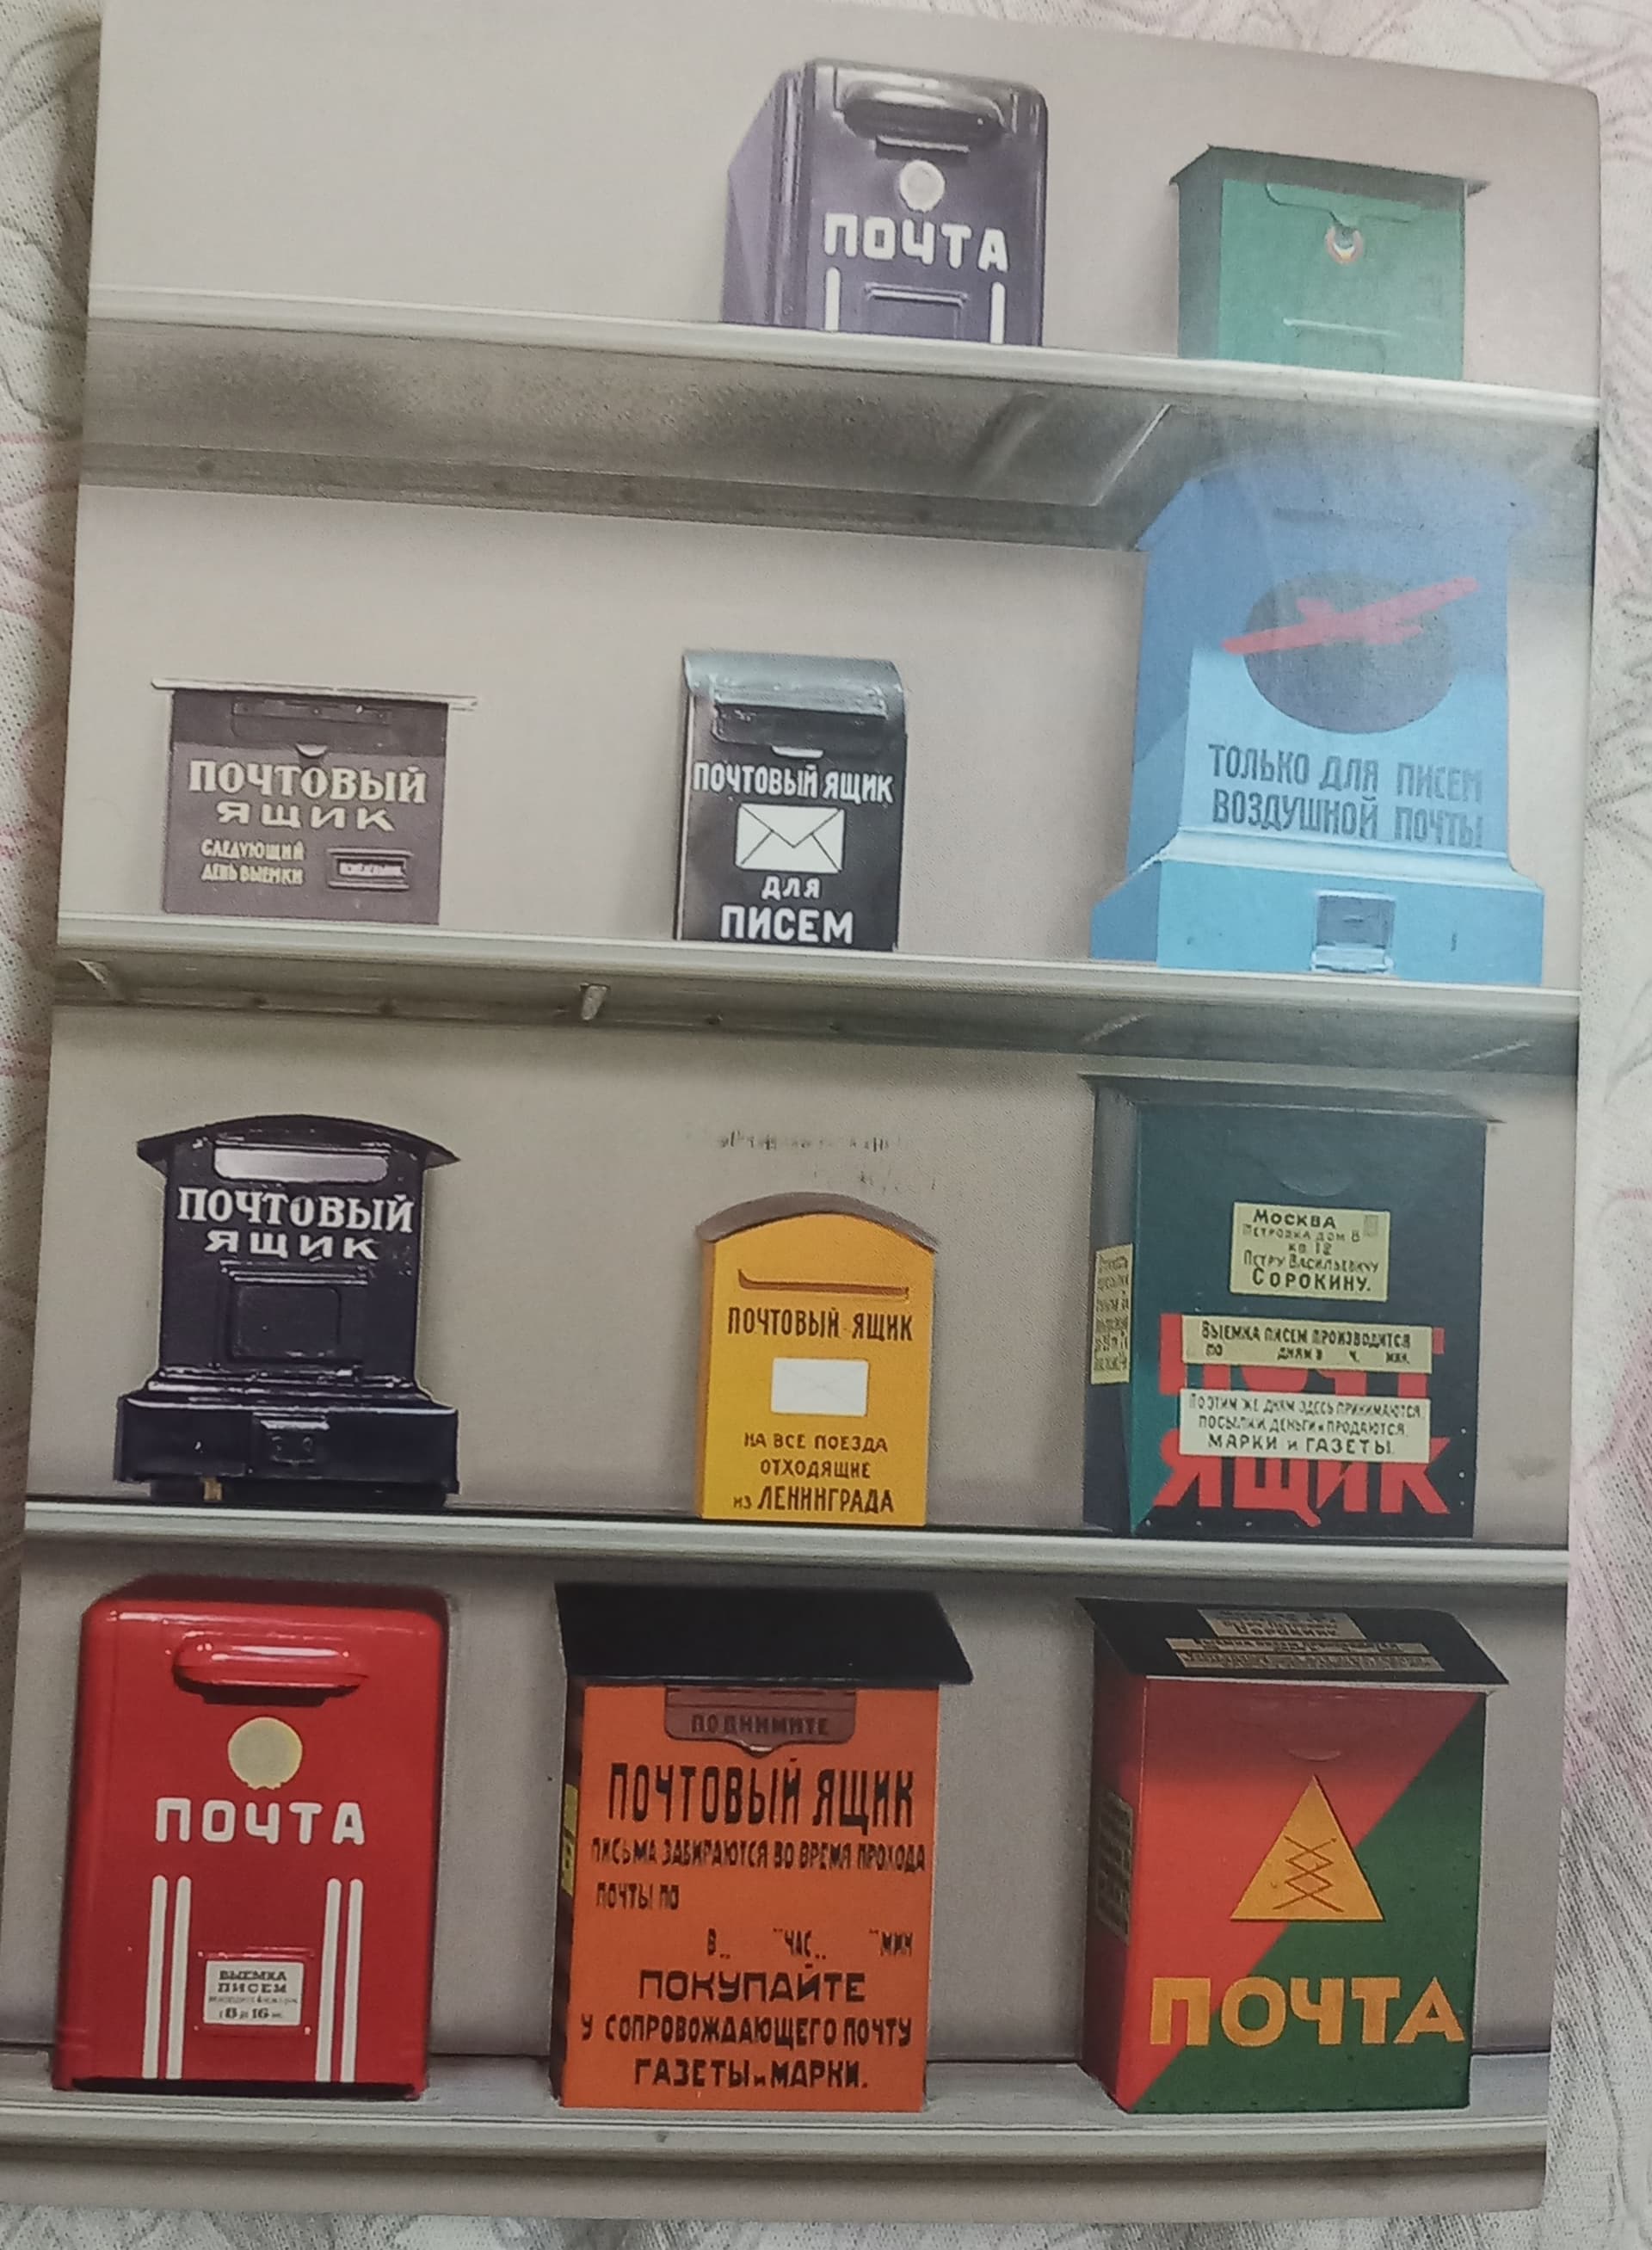 ПОЧТА
ПОЧТОВЫЙ
ЯЩИК
СЛЕДУЮЩИЙ
ДЕНЬ ВЫЕМКИ
ПОЧТОВЫЙ ЯЩИК
ДЛЯ
ПИСЕМ
ТОЛЬКО ДЛЯ ПИСЕМ
ВОЗДУШНОЙ ПОЧТЫ
ПОЧТОВЫЙ
ЯЩИК
ПОЧТОВЫЙ ЯЩИК
НА ВСЕ ПОЕЗДА
ОТХОДЯЩИЕ
из ЛЕНИНГРАДА
МОСКВА
ПЕТРОВКА ДОМ 8
КВ 12
ПЕТРУ ВАСИЛЬЕВИЧУ
СОРОКИНУ.
ВЫЕМКА ПИСЕМ ПРОИЗВОДИТСЯ
ПО ДНЯМ В Ч. МИН.
ПОЧТ
ПО ЭТИМ ЖЕ ДНЯМ ЗДЕСЬ ПРИНИМАЮТСЯ
ПОСЫЛКИ, ДЕНЬГИ и ПРОДАЮТСЯ
МАРКИ и ГАЗЕТЫ.
ЯЩИК
ПОЧТА
ВЫЕМКА
ПИСЕМ
с 8 до 16
ПОДНИМИТЕ
ПОЧТОВЫЙ ЯЩИК
ПИСЬМА ЗАБИРАЮТСЯ ВО ВРЕМЯ ПРОХОДА
ПОЧТЫ ПО
В.. ЧАС.. МИН
ПОКУПАЙТЕ
У СОПРОВОЖДАЮЩЕГО ПОЧТУ
ГАЗЕТЫ и МАРКИ.
ПОЧТА